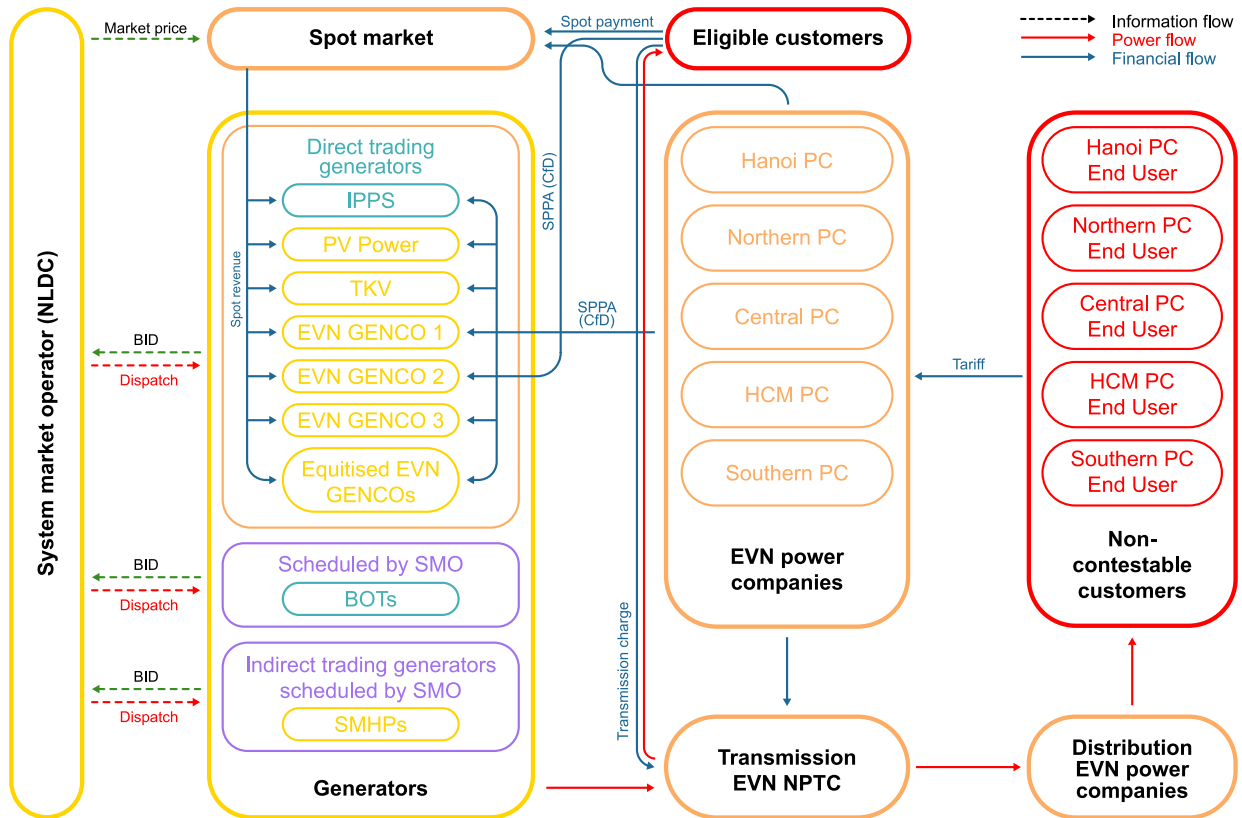 Market price
Spot market
Spot payment
Eligible customers
Information flow
Power flow
Financial flow
System market operator (NLDC)
Direct trading
generators
IPPS
PV Power
TKV
EVN GENCO 1
EVN GENCO 2
EVN GENCO 3
Equitised EVN
GENCOs
Spot revenue
SPPA (CfD)
SPPA
(CfD)
BID
Dispatch
Scheduled by SMO
BOTs
BID
Dispatch
Indirect trading generators
scheduled by SMO
SMHPs
BID
Dispatch
Generators
Transmission charge
Hanoi PC
Northern PC
Central PC
HCM PC
Southern PC
EVN power
companies
Tariff
Hanoi PC
End User
Northern PC
End User
Central PC
End User
HCM PC
End User
Southern PC
End User
Non-
contestable
customers
Transmission
EVN NPTC
Distribution
EVN power
companies